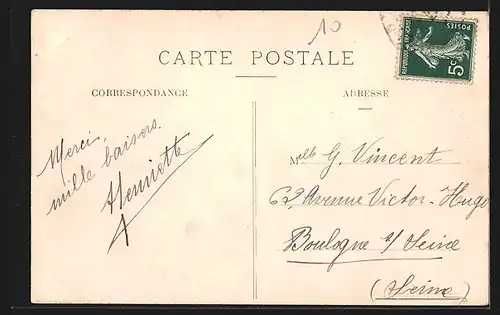 10
CARTE POSTALE
POSTES
5c
CORRESPONDANCE
ADRESSE
Merci,
mille baisers.
Henriette
Melle G. Vincent
62, Avenue Victor-Hugo
Boulogne s/ Seine
(Seine)